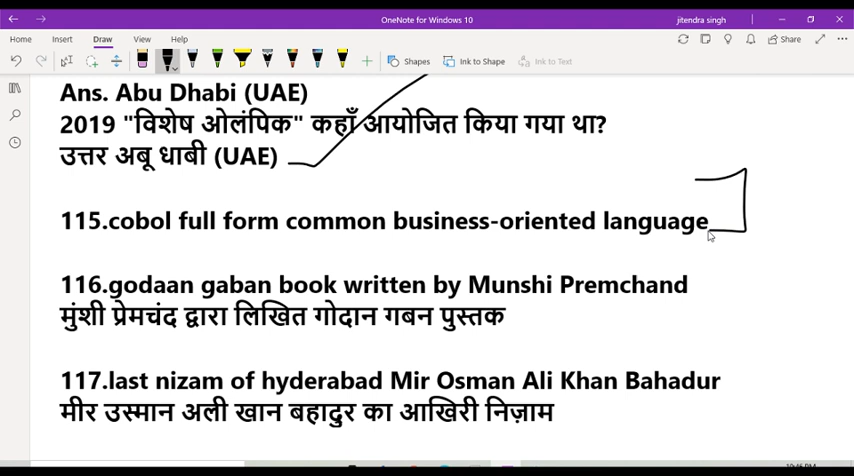 OneNote for Windows 10
jitendra singh
Home Insert Draw View Help
Share
Shapes Ink to Shape Ink to Text
Ans. Abu Dhabi (UAE)
2019 "विशेष ओलंपिक" कहाँ आयोजित किया गया था?
उत्तर अबू धाबी (UAE)
115.cobol full form common business-oriented language
116.godaan gaban book written by Munshi Premchand
मुंशी प्रेमचंद द्वारा लिखित गोदान गबन पुस्तक
117.last nizam of hyderabad Mir Osman Ali Khan Bahadur
मीर उस्मान अली खान बहादुर का आखिरी निज़ाम